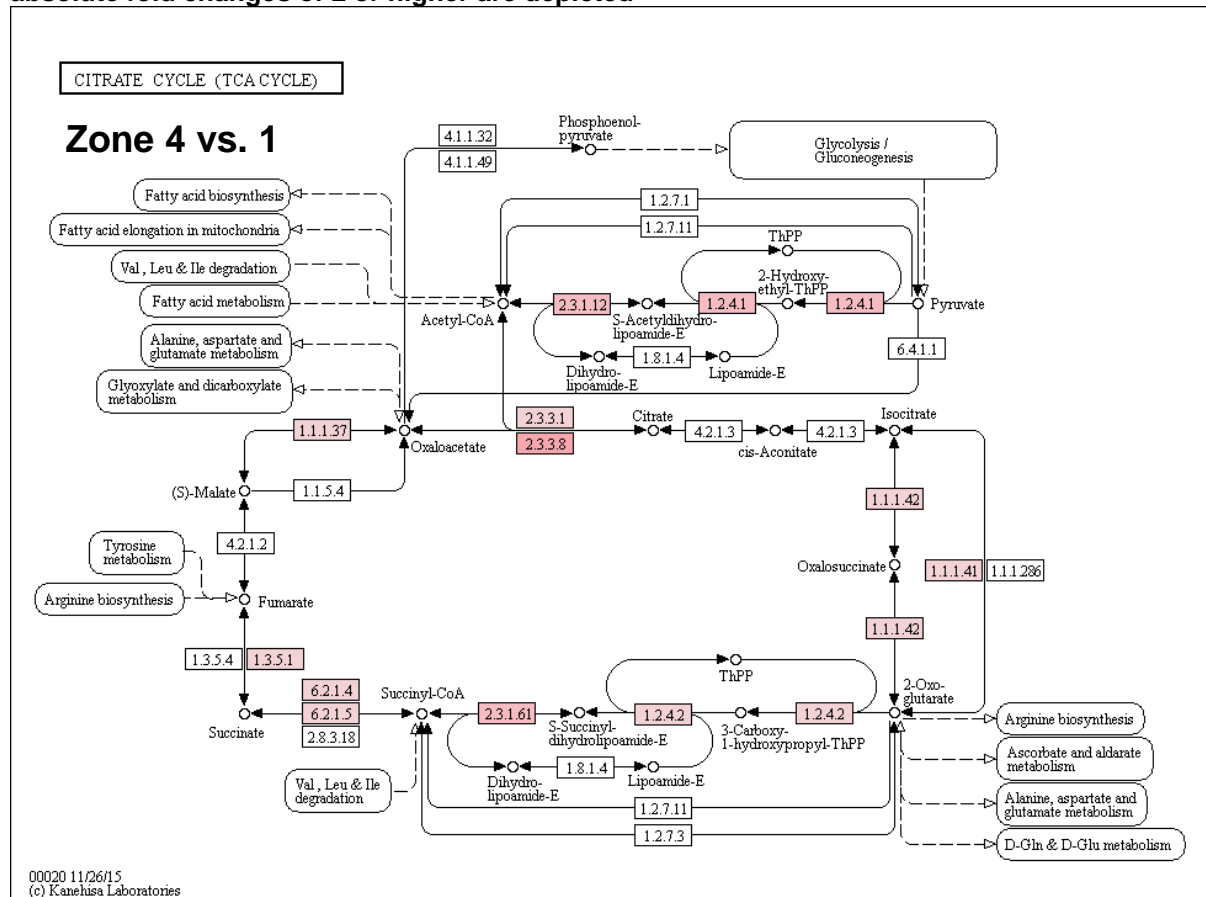 absolute fold changes of 2 or higher are depleted
CITRATE CYCLE (TCA CYCLE)
Zone 4 vs. 1
Phosphoenol-
pyruvate
4.1.1.32
4.1.1.49
Glycolysis /
Gluconeogenesis
Fatty acid biosynthesis
Fatty acid elongation in mitochondria
Val, Leu & Ile degradation
Fatty acid metabolism
Alanine, aspartate and
glutamate metabolism
Glyoxylate and dicarboxylate
metabolism
1.2.7.1
1.2.7.11
ThPP
2-Hydroxy-
ethyl-ThPP
2.3.1.12
1.2.4.1
1.2.4.1
Acetyl-CoA
S-Acetyldihydro-
lipoamide-E
Pyruvate
1.8.1.4
Dihydro-
lipoamide-E
Lipoamide-E
6.4.1.1
2.3.3.1
2.3.3.8
Citrate
4.2.1.3
cis-Aconitate
4.2.1.3
Isocitrate
1.1.1.37
Oxaloacetate
(S)-Malate
1.1.5.4
1.1.1.42
4.2.1.2
Tyrosine
metabolism
Arginine biosynthesis
Fumarate
Oxalosuccinate
1.1.1.41
1.1.1.286
1.1.1.42
1.3.5.4
1.3.5.1
6.2.1.4
6.2.1.5
2.8.3.18
Succinate
Succinyl-CoA
2.3.1.61
S-Succinyl-
dihydrolipoamide-E
ThPP
1.2.4.2
3-Carboxy-
1-hydroxypropyl-ThPP
1.2.4.2
2-Oxo-
glutarate
1.8.1.4
Dihydro-
lipoamide-E
Lipoamide-E
Val, Leu & Ile
degradation
1.2.7.11
1.2.7.3
Arginine biosynthesis
Ascorbate and aldarate
metabolism
Alanine, aspartate and
glutamate metabolism
D-Gln & D-Glu metabolism
00020 11/26/15
(c) Kanehisa Laboratories